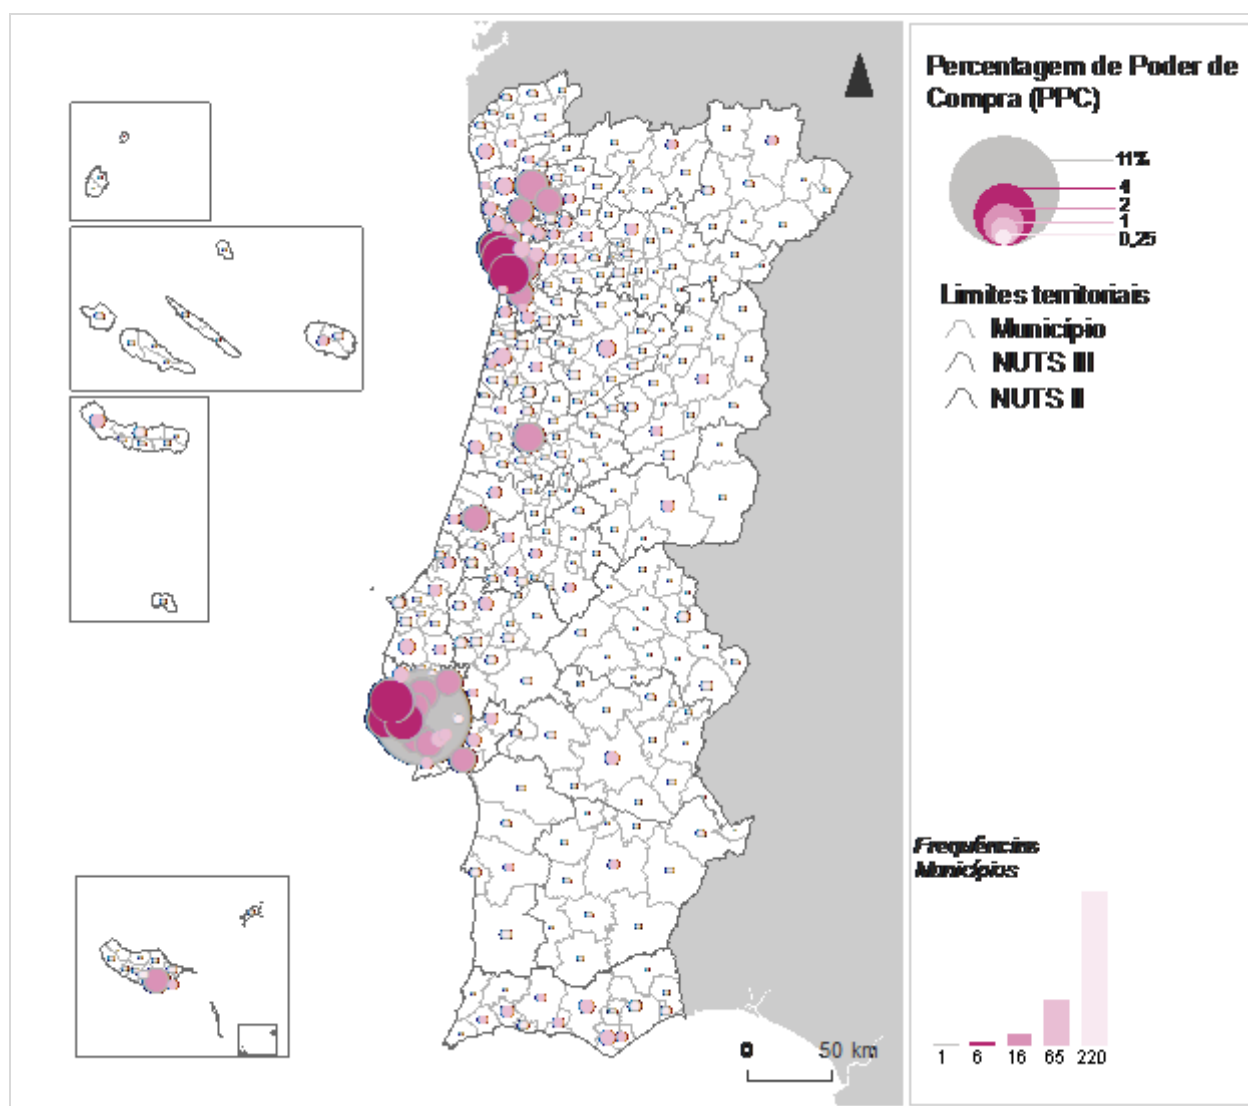 Percentagem de Poder de
Compra (PPC)
11%
4
2
1
0,25
Limites territoriais
Município
NUTS III
NUTS II
Frequências
Municípios
1 6 16 65 220
0 50 km